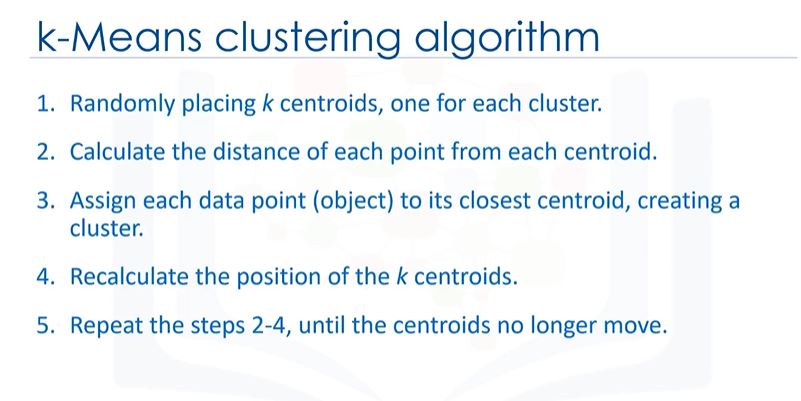 k-Means clustering algorithm
1. Randomly placing k centroids, one for each cluster.
2. Calculate the distance of each point from each centroid.
3. Assign each data point (object) to its closest centroid, creating a
cluster.
4. Recalculate the position of the k centroids.
5. Repeat the steps 2-4, until the centroids no longer move.